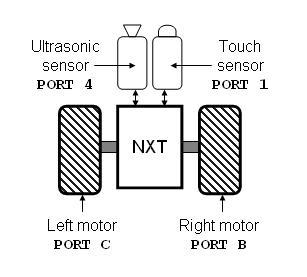 Ultrasonic
sensor
PORT 4
Touch
sensor
PORT 1
NXT
Left motor
PORT C
Right motor
PORT B